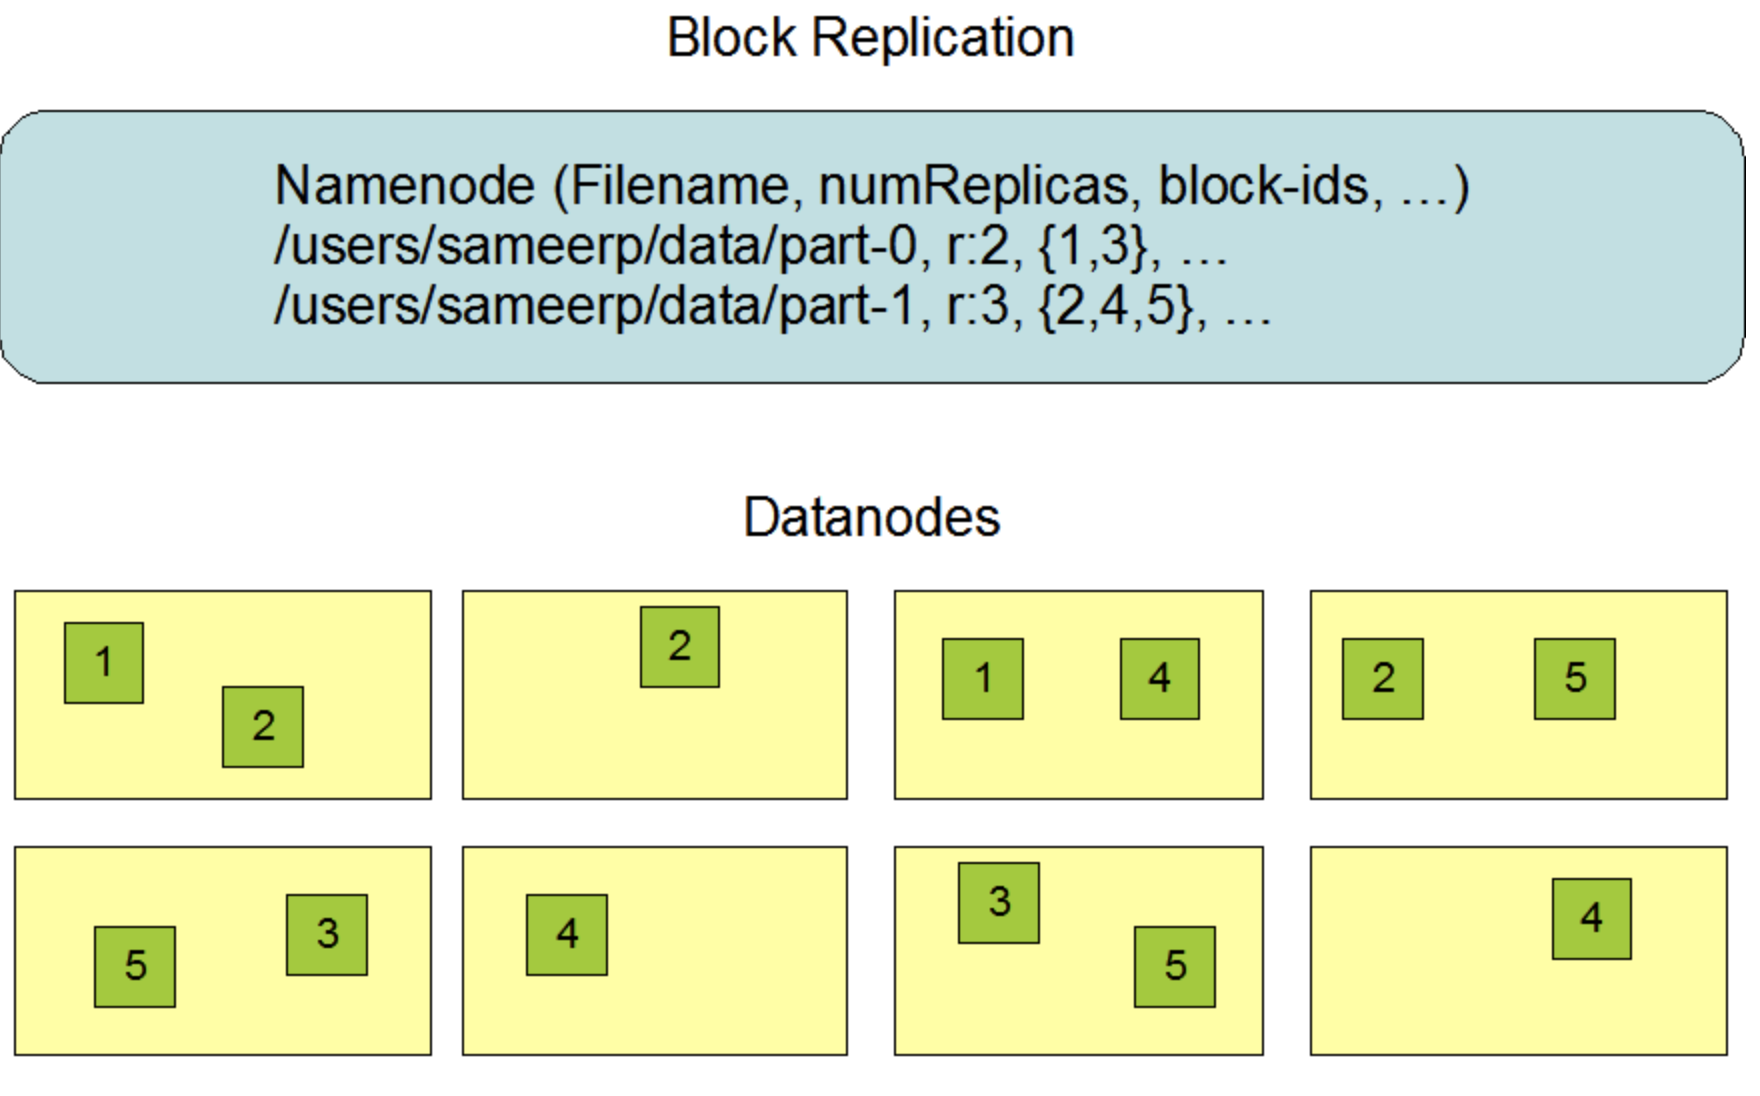 Block Replication
Namenode (Filename, numReplicas, block-ids, …)
/users/sameerp/data/part-0, r:2, {1,3}, …
/users/sameerp/data/part-1, r:3, {2,4,5}, …
Datanodes
1
2
2
1 4
2 5
5 3
4
3
5
4